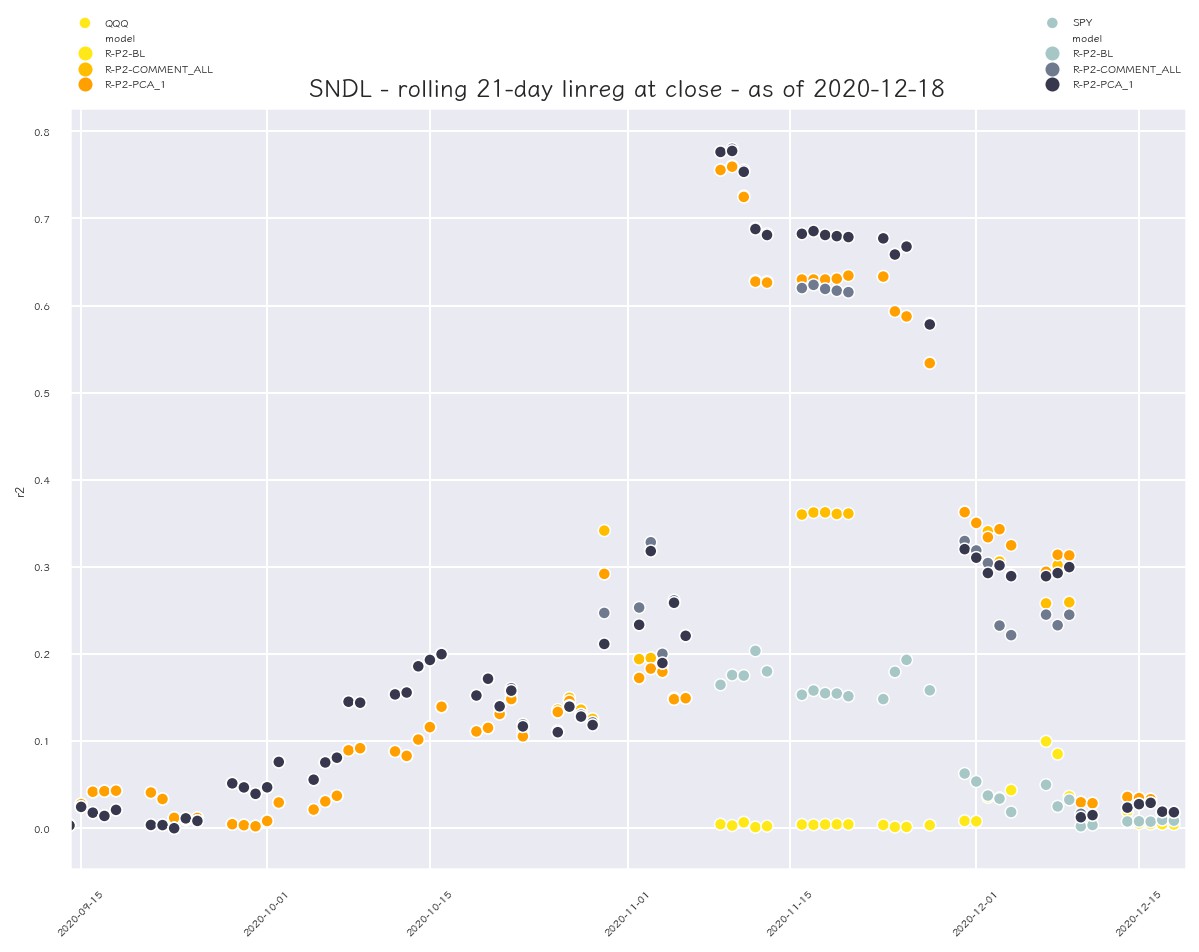 QQQ
model
R-P2-BL
R-P2-COMMENT_ALL
R-P2-PCA_1
SPY
model
R-P2-BL
R-P2-COMMENT_ALL
R-P2-PCA_1
SNDL - rolling 21-day linreg at close - as of 2020-12-18
0.8
0.7
0.6
0.5
0.4
0.3
0.2
0.1
0.0
r2
2020-09-15
2020-10-01
2020-10-15
2020-11-01
2020-11-15
2020-12-01
2020-12-15